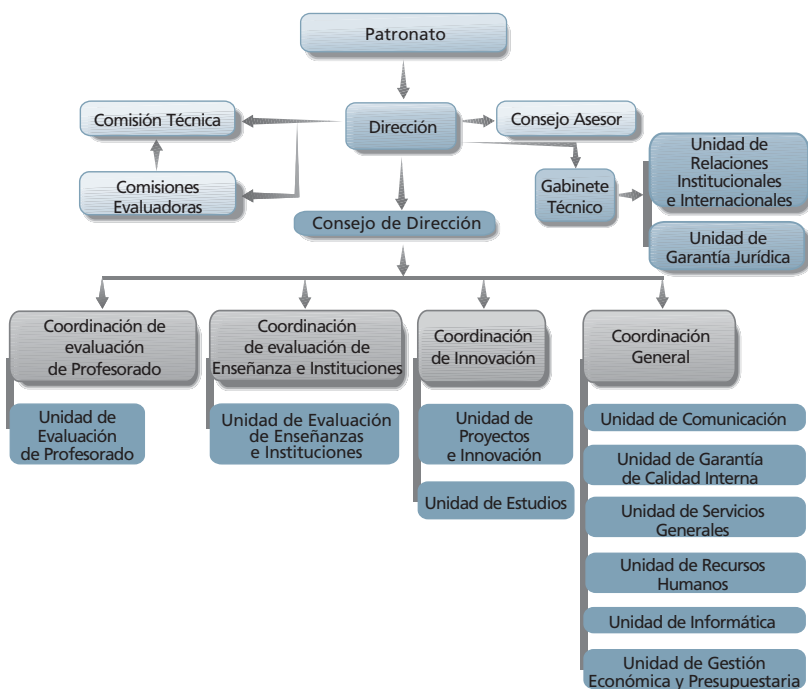 Patronato
Comisión Técnica
Dirección
Consejo Asesor
Unidad de
Relaciones
Institucionales
e Internacionales
Comisiones
Evaluadoras
Gabinete
Técnico
Consejo de Dirección
Unidad de
Garantía Jurídica
Coordinación de
evaluación
de Profesorado
Coordinación
de evaluación de
Enseñanza e Instituciones
Coordinación
de Innovación
Coordinación
General
Unidad de
Evaluación
de Profesorado
Unidad de Evaluación
de Enseñanzas
e Instituciones
Unidad de
Proyectos
e Innovación
Unidad de Estudios
Unidad de Comunicación
Unidad de Garantía
de Calidad Interna
Unidad de Servicios
Generales
Unidad de Recursos
Humanos
Unidad de Informática
Unidad de Gestión
Económica y Presupuestaria